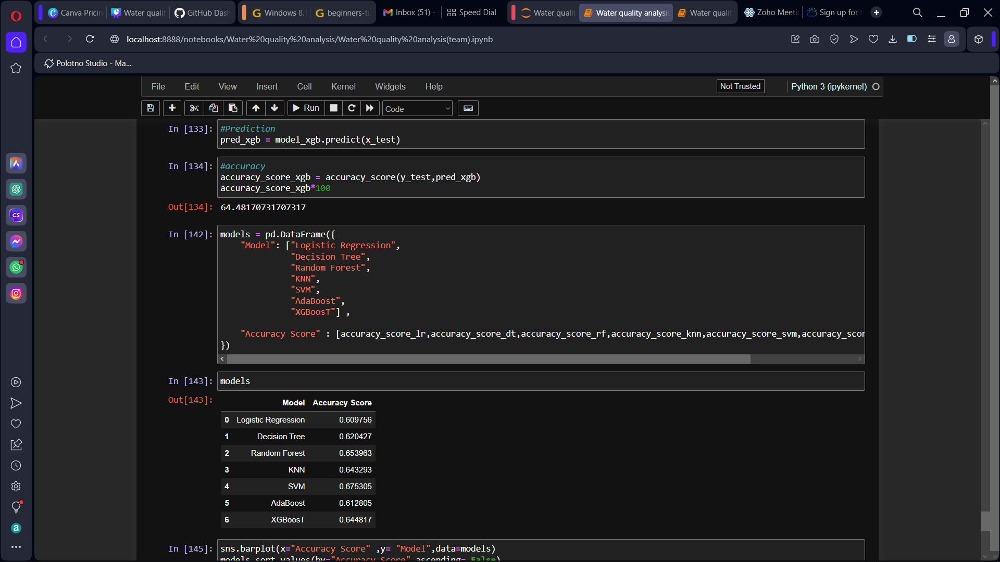 Canva Pricin
Water qualit
GitHub Dash
Windows 8.1
beginners-tu
Inbox (51) -
Speed Dial
Water qualit
Water quality analysis
Water qualit
Zoho Meetin
Sign up for
localhost:8888/notebooks/Water%20quality%20analysis/Water%20quality%20analysis(team).ipynb
Polotno Studio - Ma...
File Edit View Insert Cell Kernel Widgets Help
Not Trusted
Python 3 (ipykernel)
Run
Code
In [133]: #Prediction
pred_xgb = model_xgb.predict(x_test)
In [134]: #accuracy
accuracy_score_xgb = accuracy_score(y_test,pred_xgb)
accuracy_score_xgb*100
Out[134]: 64.48170731707317
In [142]: models = pd.DataFrame({
"Model": ["Logistic Regression",
"Decision Tree",
"Random Forest",
"KNN",
"SVM",
"AdaBoost",
"XGBoosT"] ,
"Accuracy Score" : [accuracy_score_lr,accuracy_score_dt,accuracy_score_rf,accuracy_score_knn,accuracy_score_svm,accuracy_scor
})
In [143]: models
Out[143]:
Model Accuracy Score
0 Logistic Regression 0.609756
1 Decision Tree 0.620427
2 Random Forest 0.653963
3 KNN 0.643293
4 SVM 0.675305
5 AdaBoost 0.612805
6 XGBoosT 0.644817
In [145]: sns.barplot(x="Accuracy Score" ,y= "Model",data=models)
models.sort_values(by="Accuracy Score",ascending= False)